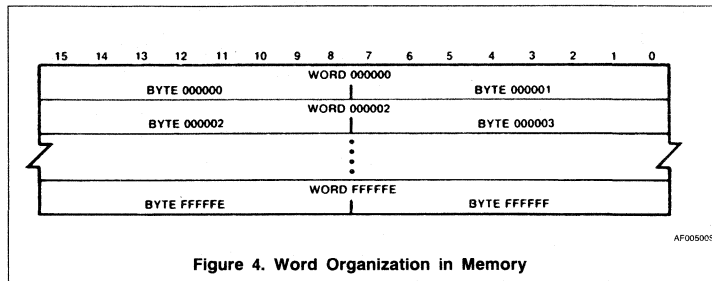 15 14 13 12 11 10 9 8 7 6 5 4 3 2 1 0
WORD 000000
BYTE 000000 BYTE 000001
WORD 000002
BYTE 000002 BYTE 000003
WORD FFFFFE
BYTE FFFFFE BYTE FFFFFF
AF00500S
Figure 4. Word Organization in Memory